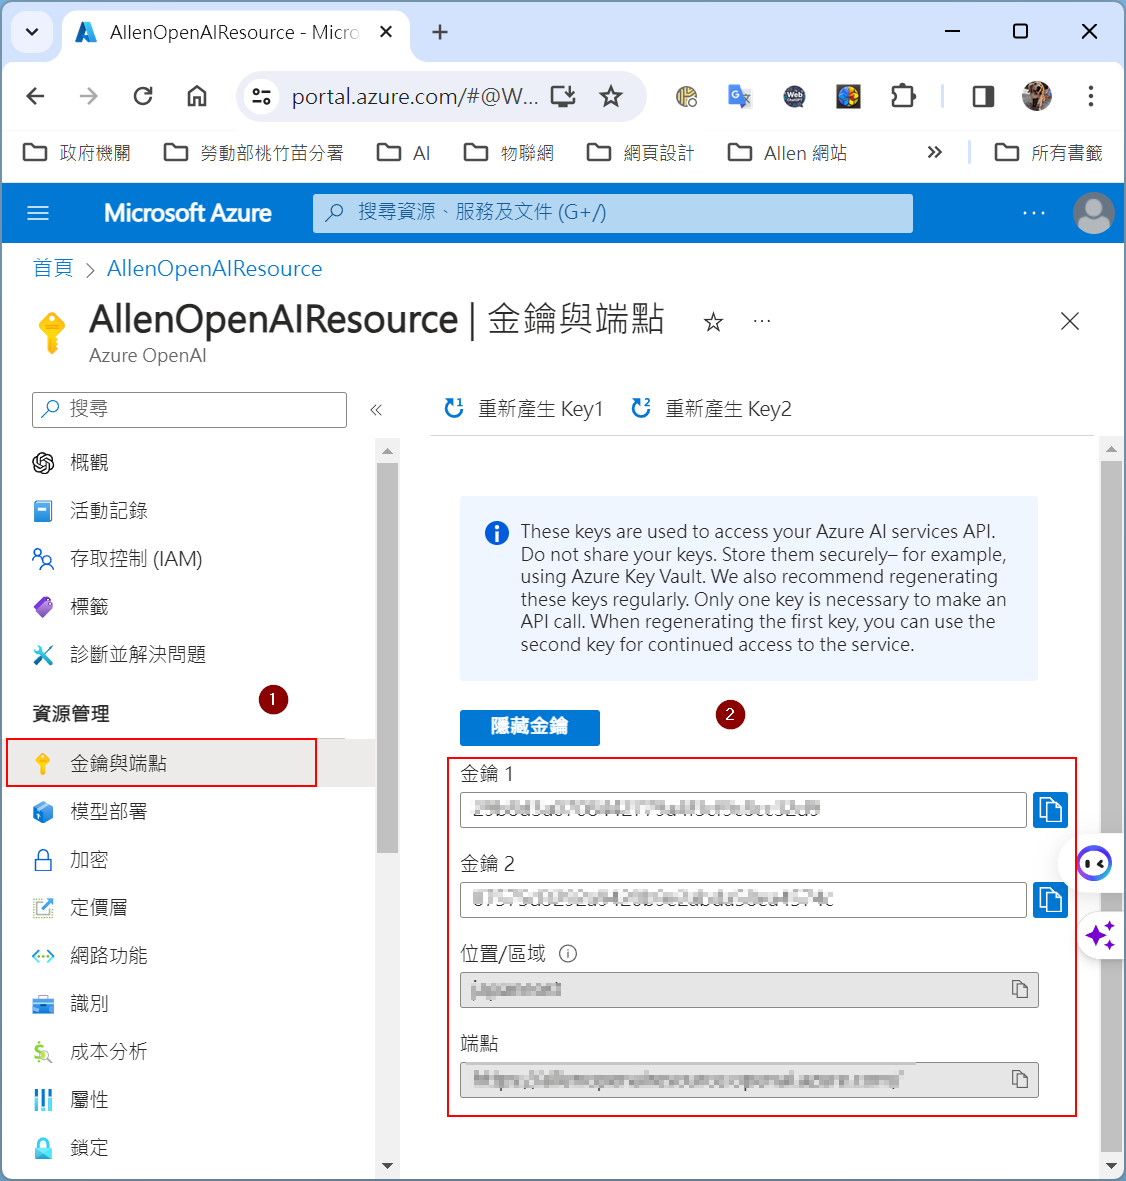 AllenOpenAIResource - Micro
portal.azure.com/#@W...
政府機關
勞動部桃竹苗分署
AI
物聯網
網頁設計
Allen 網站
所有書籤
Microsoft Azure
搜尋資源、服務及文件 (G+/)
首頁
AllenOpenAIResource
AllenOpenAIResource | 金鑰與端點
Azure OpenAI
搜尋
重新產生 Key1
重新產生 Key2
概觀
活動記錄
存取控制 (IAM)
標籤
診斷並解決問題
資源管理
1
金鑰與端點
模型部署
加密
定價層
網路功能
識別
成本分析
屬性
鎖定
These keys are used to access your Azure AI services API.
Do not share your keys. Store them securely– for example,
using Azure Key Vault. We also recommend regenerating
these keys regularly. Only one key is necessary to make an
API call. When regenerating the first key, you can use the
second key for continued access to the service.
隱藏金鑰
2
金鑰 1
金鑰 2
位置/區域
端點